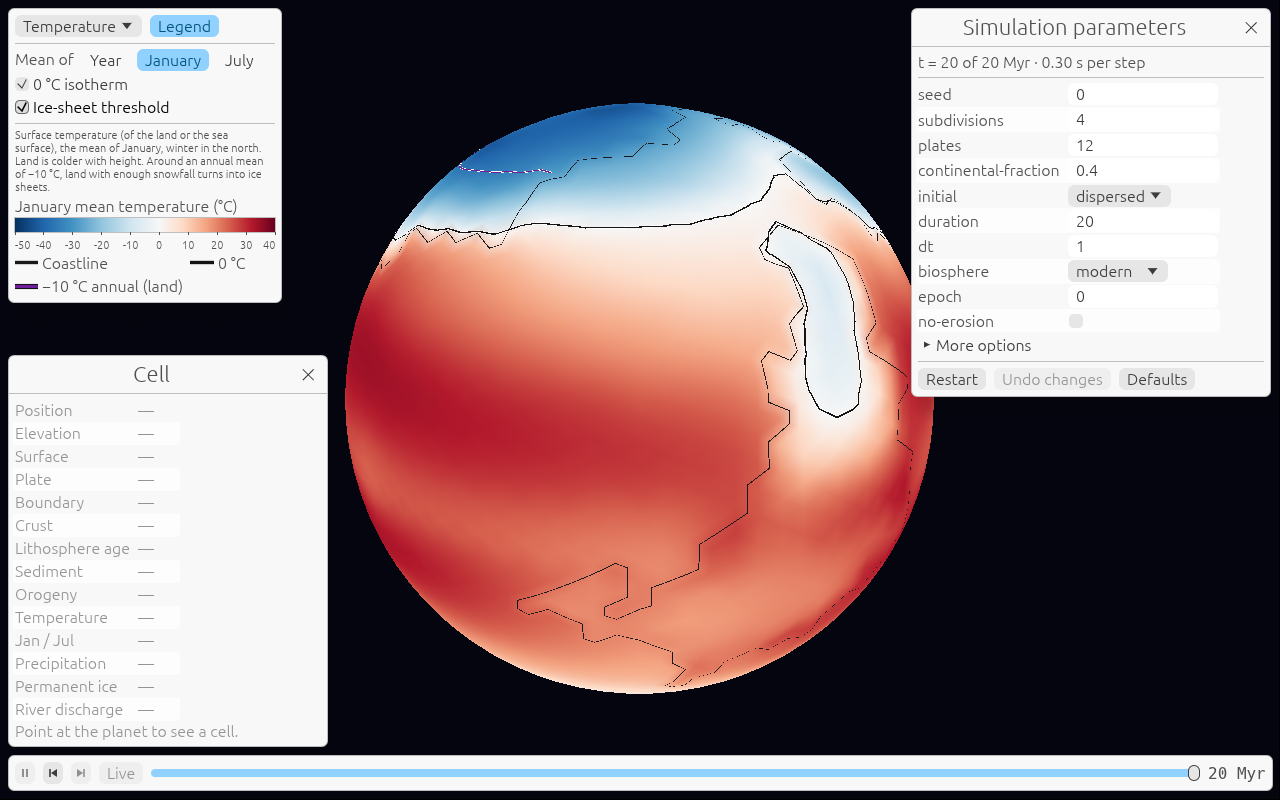 Temperature
Legend
Mean of Year January July
0 °C isotherm
Ice-sheet threshold
Surface temperature (of the land or the sea
surface), the mean of January, winter in the north.
Land is colder with height. Around an annual mean
of −10 °C, land with enough snowfall turns into ice
sheets.
January mean temperature (°C)
-50 -40 -30 -20 -10 0 10 20 30 40
Coastline 0 °C
−10 °C annual (land)
Cell
Position —
Elevation —
Surface —
Plate —
Boundary —
Crust —
Lithosphere age —
Sediment —
Orogeny —
Temperature —
Jan / Jul —
Precipitation —
Permanent ice —
River discharge —
Point at the planet to see a cell.
Simulation parameters
t = 20 of 20 Myr · 0.30 s per step
seed 0
subdivisions 4
plates 12
continental-fraction 0.4
initial dispersed
duration 20
dt 1
biosphere modern
epoch 0
no-erosion
More options
Restart Undo changes Defaults
Live 20 Myr